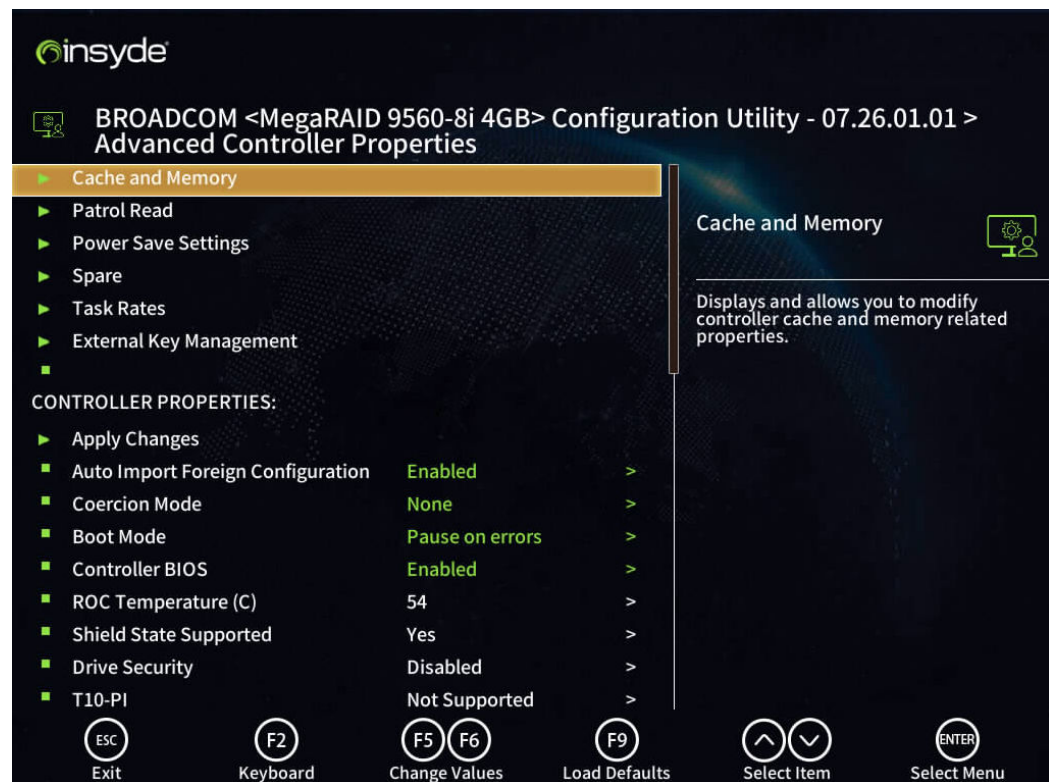 insyde
BROADCOM <MegaRAID 9560-8i 4GB> Configuration Utility - 07.26.01.01 >
Advanced Controller Properties
Cache and Memory
Patrol Read
Power Save Settings
Spare
Task Rates
External Key Management
CONTROLLER PROPERTIES:
Apply Changes
Auto Import Foreign Configuration Enabled >
Coercion Mode None >
Boot Mode Pause on errors >
Controller BIOS Enabled >
ROC Temperature (C) 54 >
Shield State Supported Yes >
Drive Security Disabled >
T10-PI Not Supported >
Cache and Memory
Displays and allows you to modify
controller cache and memory related
properties.
ESC F2 F5 F6 F9 ENTER
Exit Keyboard Change Values Load Defaults Select Item Select Menu